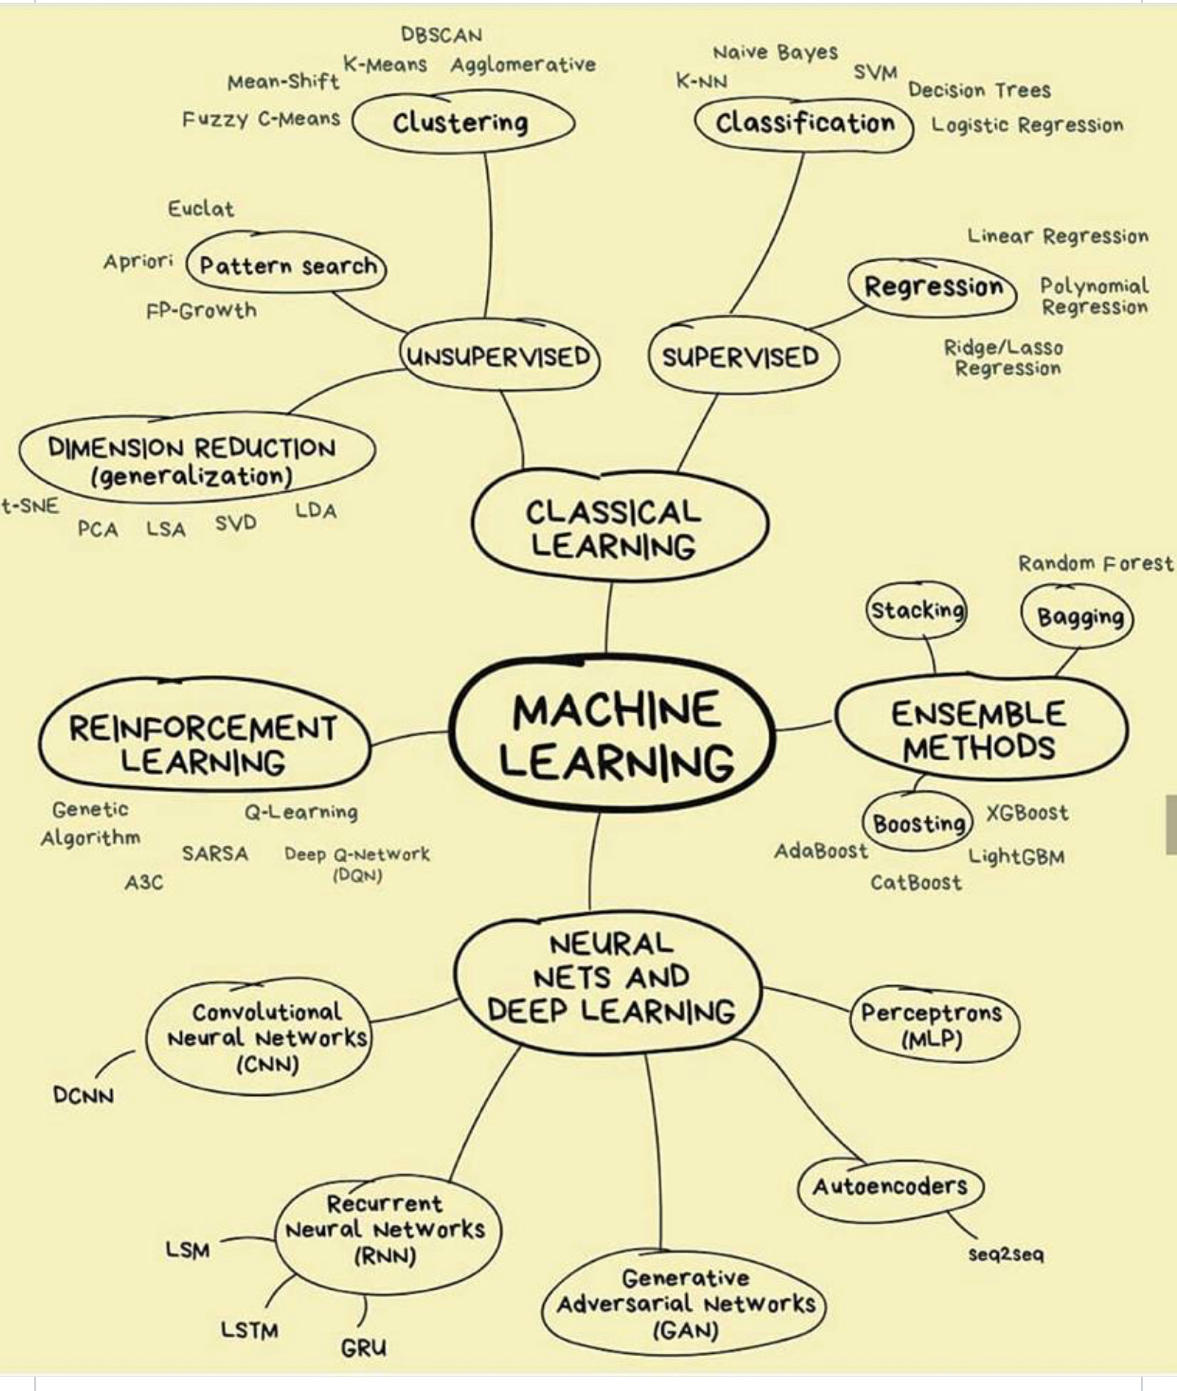 DBSCAN
K-Means Agglomerative
Mean-Shift
Fuzzy C-Means
Clustering
Naive Bayes
K-NN
SVM
Decision Trees
Classification
Logistic Regression
Euclat
Apriori
Pattern search
FP-Growth
Linear Regression
Regression
Polynomial
Regression
Ridge/Lasso
Regression
UNSUPERVISED
SUPERVISED
DIMENSION REDUCTION
(generalization)
t-SNE
PCA
LSA
SVD
LDA
CLASSICAL
LEARNING
Random Forest
Stacking
Bagging
MACHINE
LEARNING
REINFORCEMENT
LEARNING
ENSEMBLE
METHODS
Genetic
Algorithm
Q-Learning
SARSA
Deep Q-Network
(DQN)
A3C
Boosting
XGBoost
AdaBoost
LightGBM
CatBoost
NEURAL
NETS AND
DEEP LEARNING
Convolutional
Neural Networks
(CNN)
DCNN
Perceptrons
(MLP)
Autoencoders
seq2seq
Recurrent
Neural Networks
(RNN)
LSM
LSTM
GRU
Generative
Adversarial Networks
(GAN)